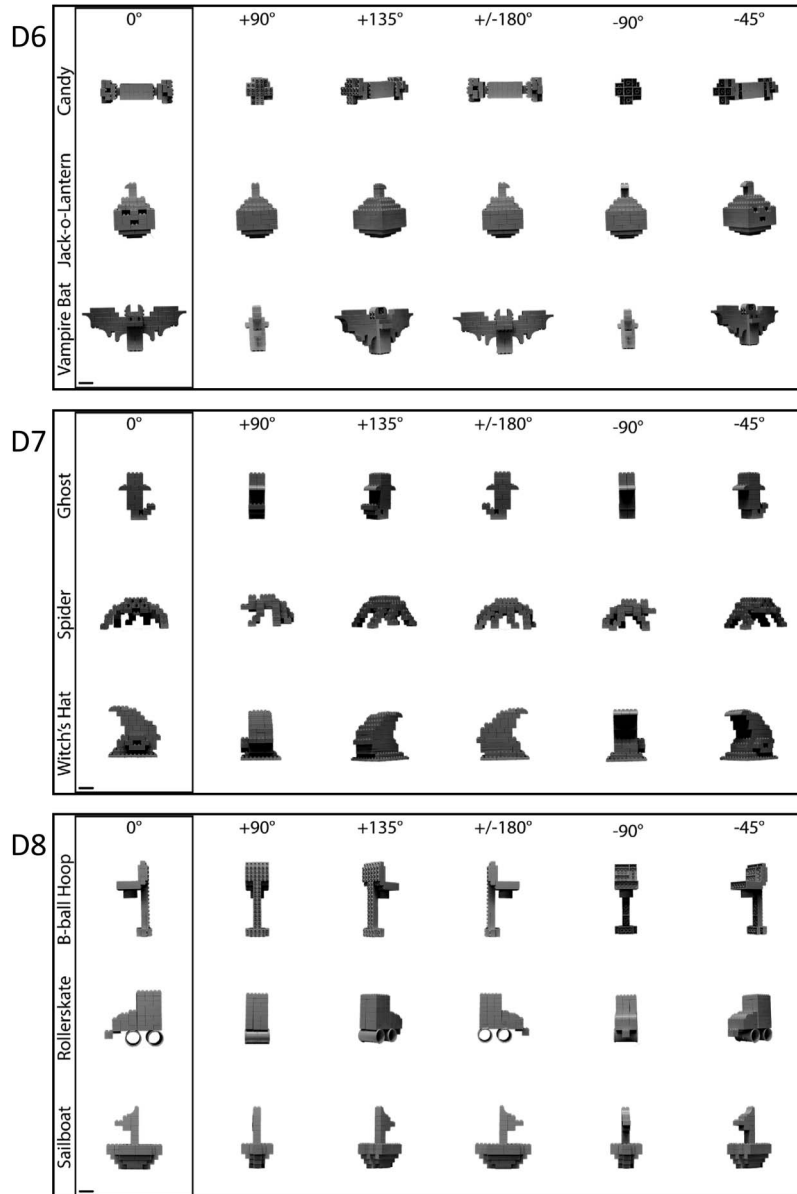 D6
0° +90° +135° +/-180° -90° -45°
Candy
Jack-o-Lantern
Vampire Bat
D7
0° +90° +135° +/-180° -90° -45°
Ghost
Spider
Witch's Hat
D8
0° +90° +135° +/-180° -90° -45°
B-ball Hoop
Rollerskate
Sailboat